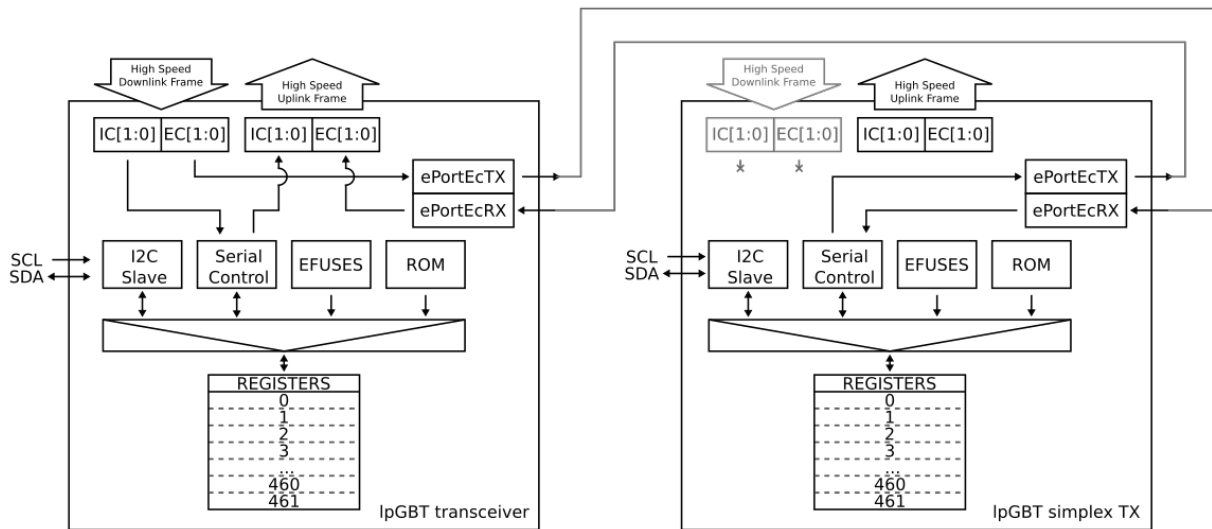 High Speed
Downlink Frame
High Speed
Uplink Frame
IC[1:0] EC[1:0]
IC[1:0] EC[1:0]
ePortEcTX
ePortEcRX
SCL
SDA
I2C
Slave
Serial
Control
EFUSES
ROM
REGISTERS
0
1
2
3
...
460
461
lpGBT transceiver
High Speed
Downlink Frame
High Speed
Uplink Frame
IC[1:0] EC[1:0]
IC[1:0] EC[1:0]
ePortEcTX
ePortEcRX
SCL
SDA
I2C
Slave
Serial
Control
EFUSES
ROM
REGISTERS
0
1
2
3
...
460
461
lpGBT simplex TX